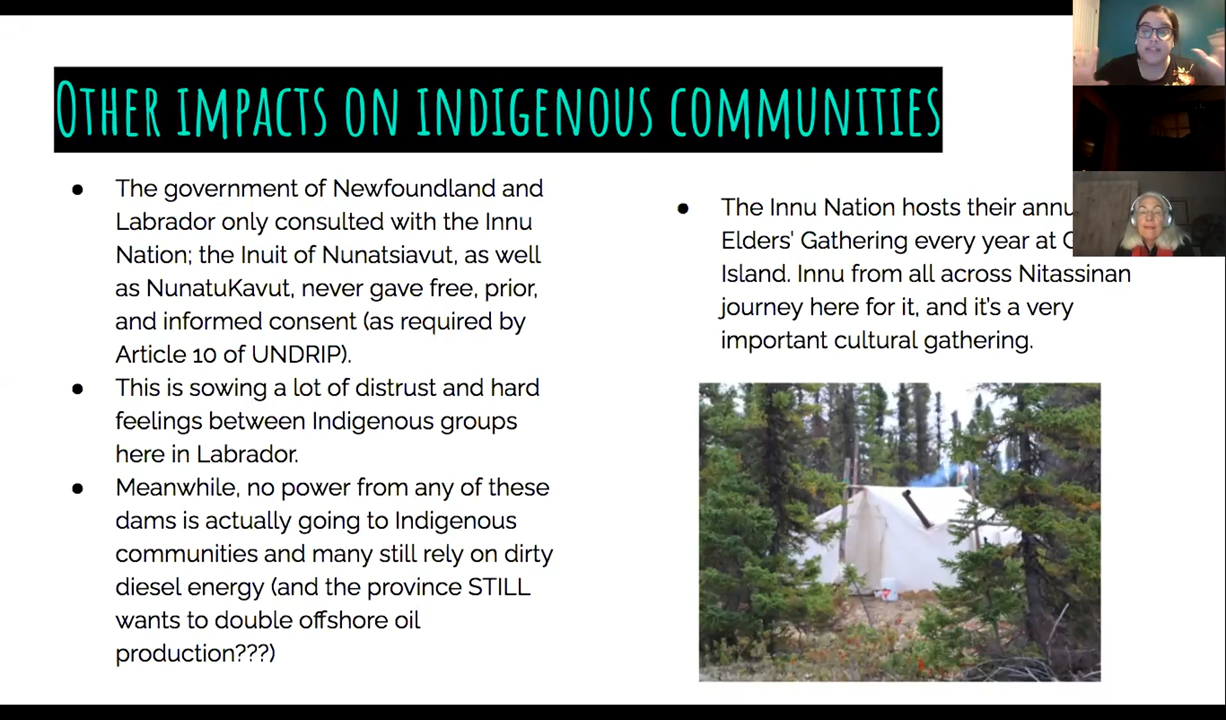 OTHER IMPACTS ON INDIGENOUS COMMUNITIES
● The government of Newfoundland and
Labrador only consulted with the Innu
Nation; the Inuit of Nunatsiavut, as well
as NunatuKavut, never gave free, prior,
and informed consent (as required by
Article 10 of UNDRIP).
● This is sowing a lot of distrust and hard
feelings between Indigenous groups
here in Labrador.
● Meanwhile, no power from any of these
dams is actually going to Indigenous
communities and many still rely on dirty
diesel energy (and the province STILL
wants to double offshore oil
production???)
● The Innu Nation hosts their
Elders' Gathering every year at
Island. Innu from all across Nitassinan
journey here for it, and it's a very
important cultural gathering.